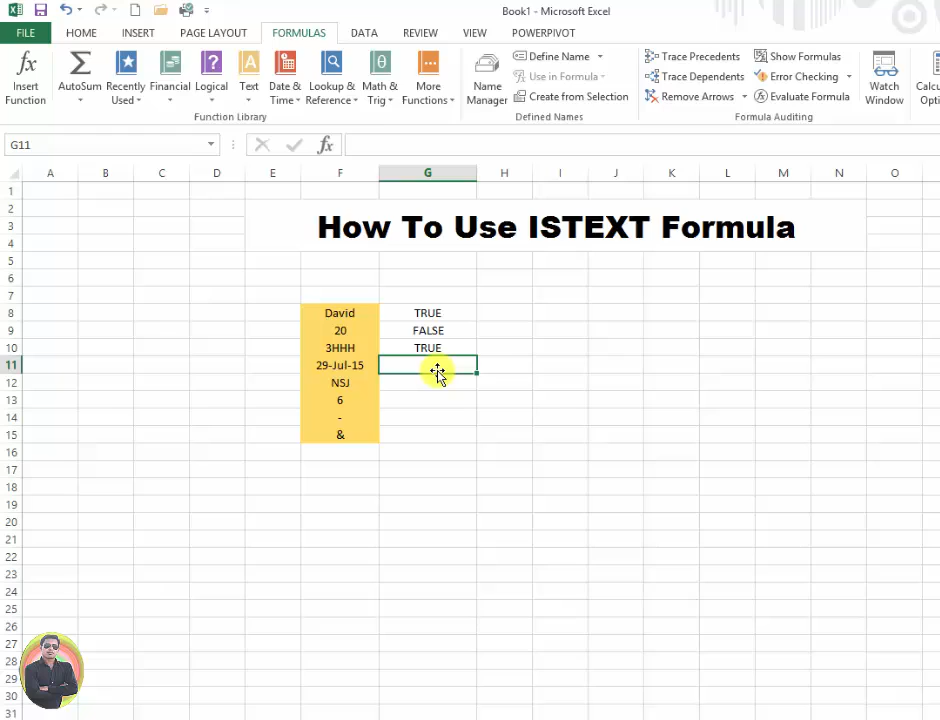 Book1 - Microsoft Excel
FILE HOME INSERT PAGE LAYOUT FORMULAS DATA REVIEW VIEW POWERPIVOT
Insert Function
AutoSum
Recently Used
Financial
Logical
Text
Date & Time
Lookup & Reference
Math & Trig
More Functions
Function Library
Name Manager
Define Name
Use in Formula
Create from Selection
Defined Names
Trace Precedents
Trace Dependents
Remove Arrows
Show Formulas
Error Checking
Evaluate Formula
Formula Auditing
Watch Window
G11 fx
A B C D E F G H I J K L M N O
1
2
3 How To Use ISTEXT Formula
4
5
6
7
8 David TRUE
9 20 FALSE
10 3HHH TRUE
11 29-Jul-15
12 NSJ
13 6
14 -
15 &
16
17
18
19
20
21
22
23
24
25
26
27
28
29
30
31